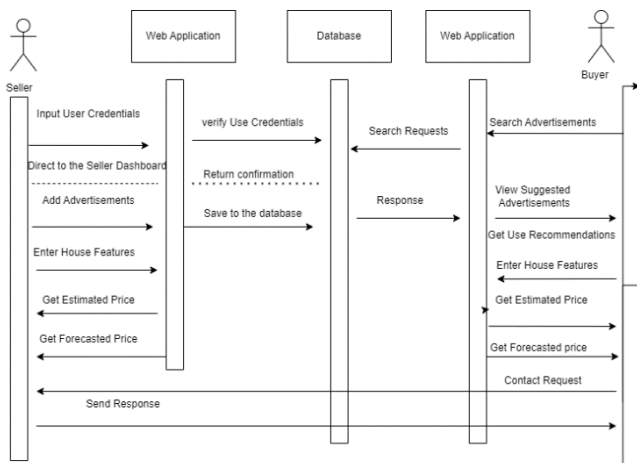 Web Application
Database
Web Application
Seller
Buyer
Input User Credentials
verify Use Credentials
Search Requests
Search Advertisements
Direct to the Seller Dashboard
Return confirmation
Add Advertisements
Save to the database
Response
View Suggested
Advertisements
Get Use Recommendations
Enter House Features
Enter House Features
Get Estimated Price
Get Estimated Price
Get Forecasted Price
Get Forecasted price
Contact Request
Send Response